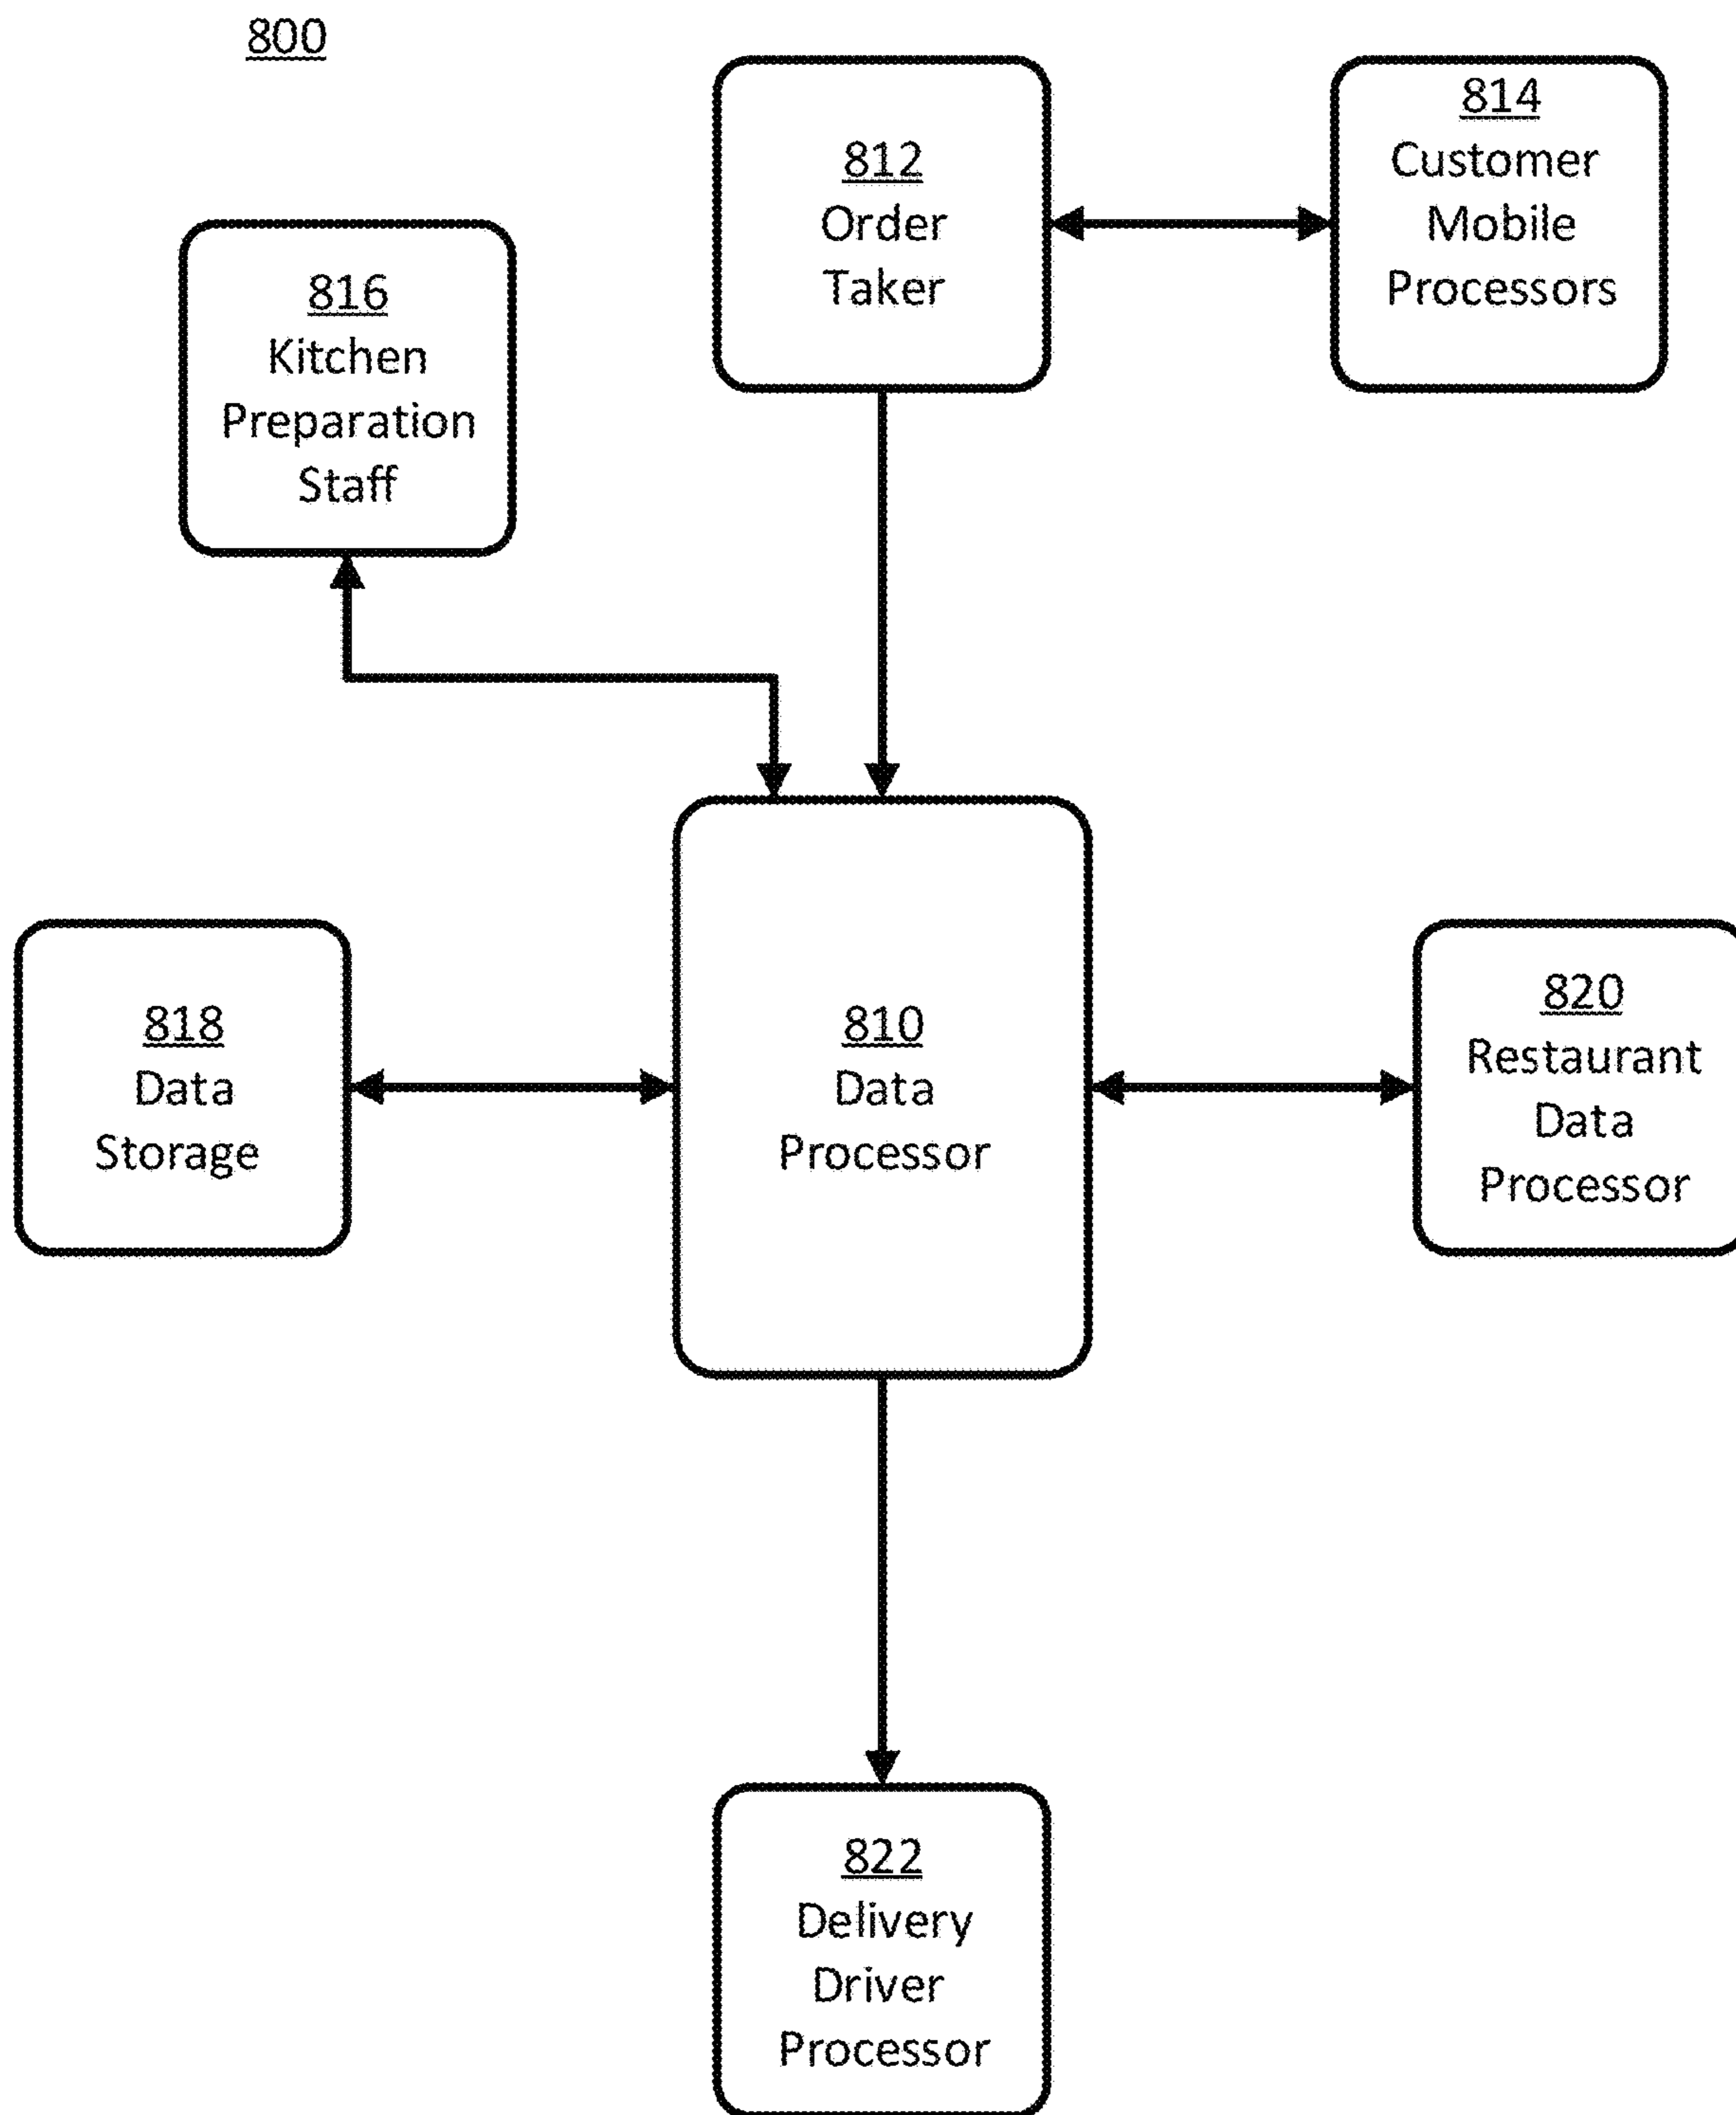 800
812
Order
Taker
814
Customer
Mobile
Processors
816
Kitchen
Preparation
Staff
818
Data
Storage
810
Data
Processor
820
Restaurant
Data
Processor
822
Delivery
Driver
Processor